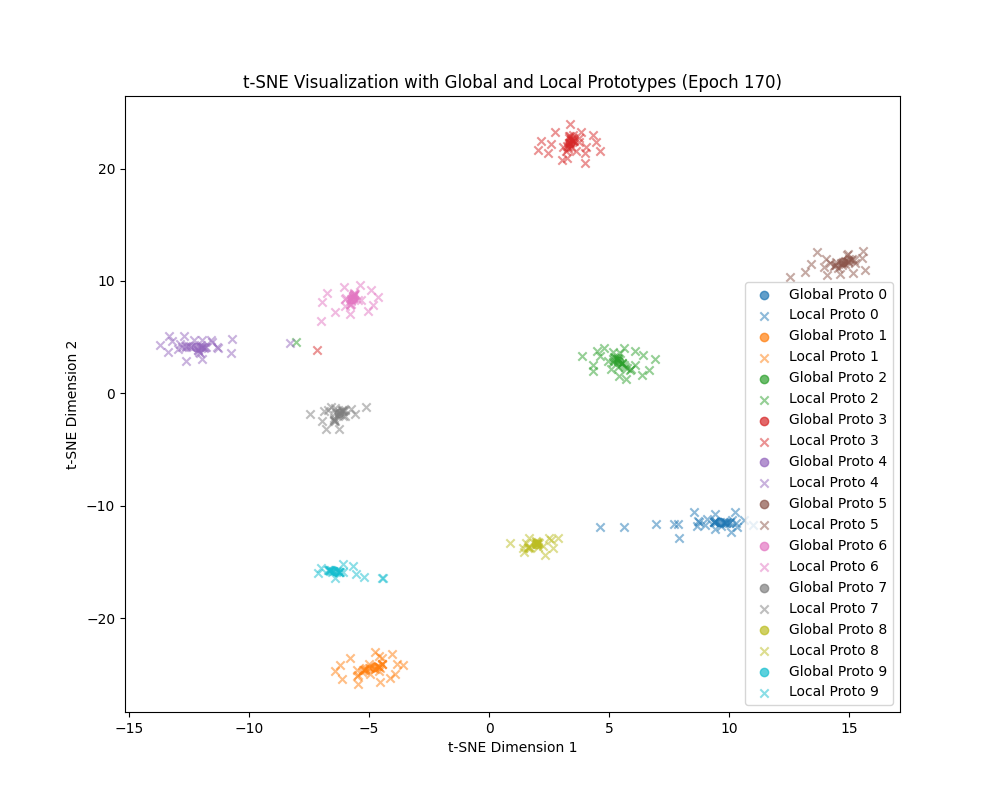 t-SNE Visualization with Global and Local Prototypes (Epoch 170)
t-SNE Dimension 2
20
10
0
−10
−20
−15
−10
−5
0
5
10
15
t-SNE Dimension 1
Global Proto 0
Local Proto 0
Global Proto 1
Local Proto 1
Global Proto 2
Local Proto 2
Global Proto 3
Local Proto 3
Global Proto 4
Local Proto 4
Global Proto 5
Local Proto 5
Global Proto 6
Local Proto 6
Global Proto 7
Local Proto 7
Global Proto 8
Local Proto 8
Global Proto 9
Local Proto 9